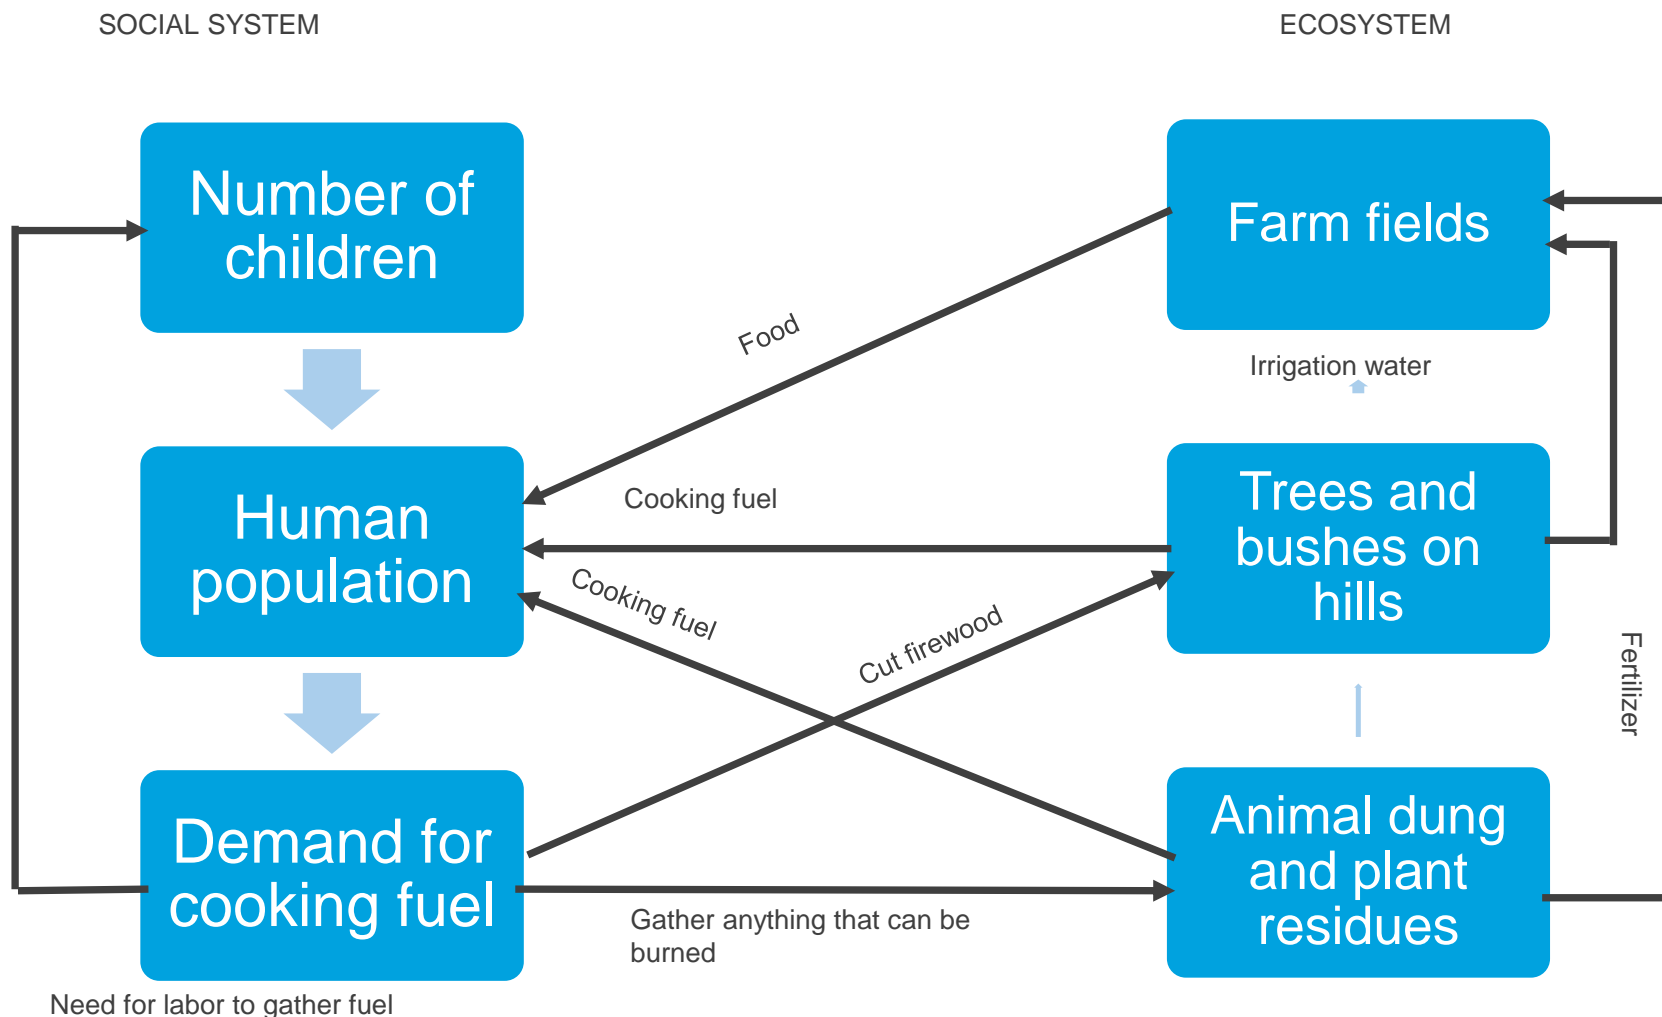 SOCIAL SYSTEM
ECOSYSTEM
Number of
children
Farm fields
Food
Irrigation water
Human
population
Cooking fuel
Trees and
bushes on
hills
Cooking fuel
Cut firewood
Fertilizer
Demand for
cooking fuel
Animal dung
and plant
residues
Gather anything that can be
burned
Need for labor to gather fuel